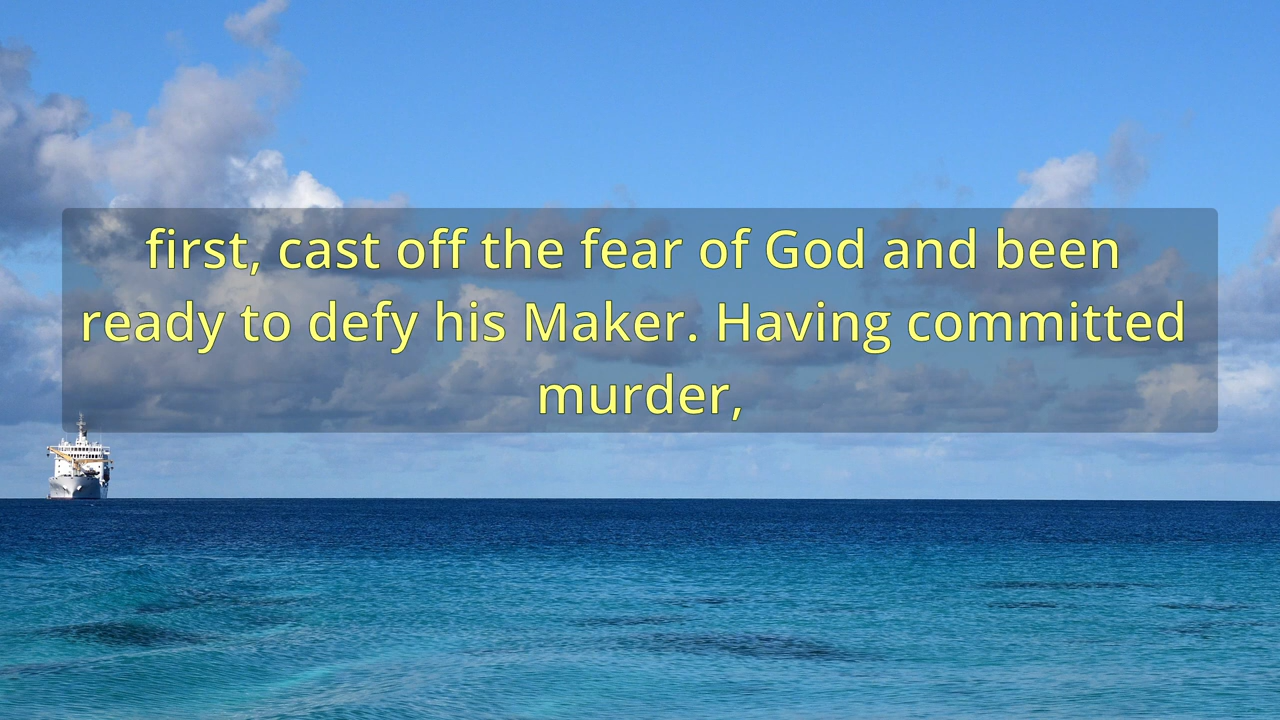 first, cast off the fear of God and been
ready to defy his Maker. Having committed
murder,